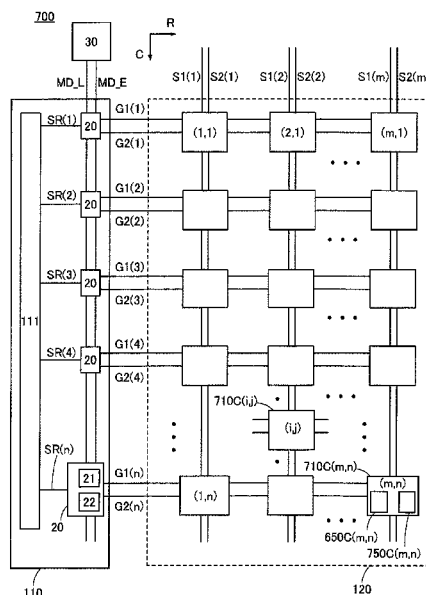 700
30
R
C
MD_L
MD_E
S1(1)
S2(1)
S1(2)
S2(2)
S1(m)
S2(m)
SR(1)
20
G1(1)
G2(1)
(1,1)
(2,1)
(m,1)
SR(2)
20
G1(2)
G2(2)
SR(3)
20
G1(3)
G2(3)
111
SR(4)
20
G1(4)
G2(4)
710C(i,j)
(i,j)
SR(n)
21
22
20
G1(n)
G2(n)
(1,n)
710C(m,n)
(m,n)
650C(m,n)
750C(m,n)
110
120